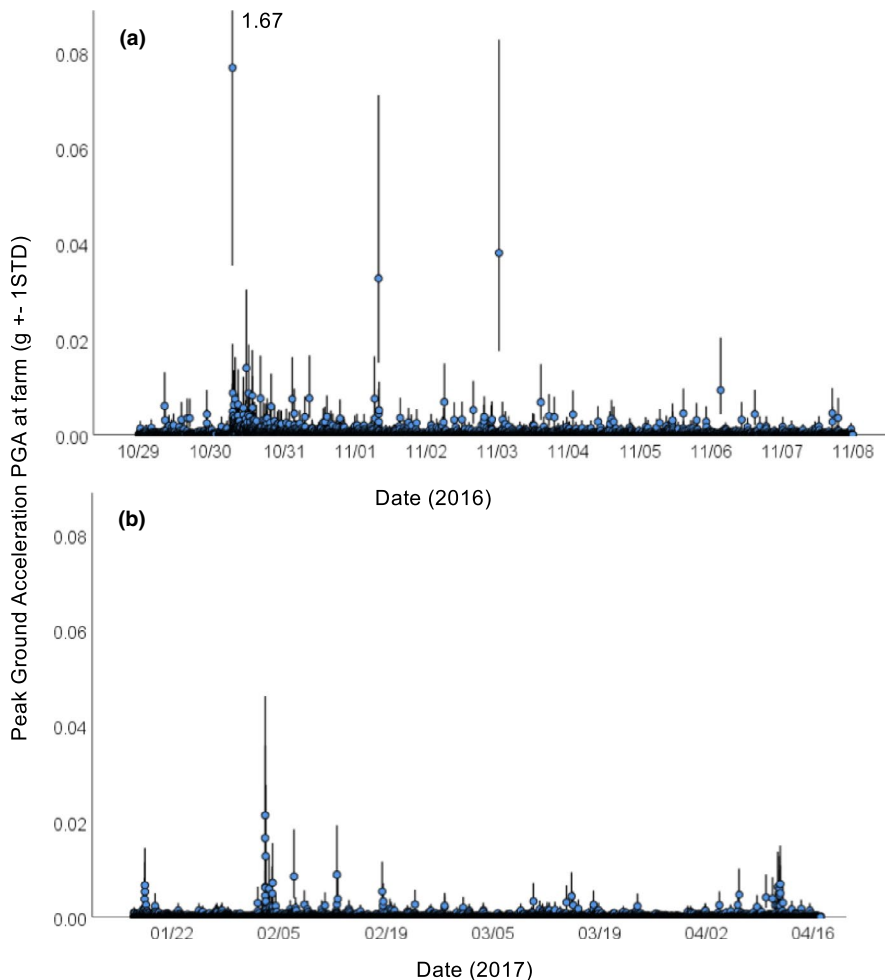 (a)
1.67
0.08
0.06
0.04
0.02
0.00
10/29 10/30 10/31 11/01 11/02 11/03 11/04 11/05 11/06 11/07 11/08
Date (2016)
Peak Ground Acceleration PGA at farm (g +- 1STD)
(b)
0.08
0.06
0.04
0.02
0.00
01/22 02/05 02/19 03/05 03/19 04/02 04/16
Date (2017)